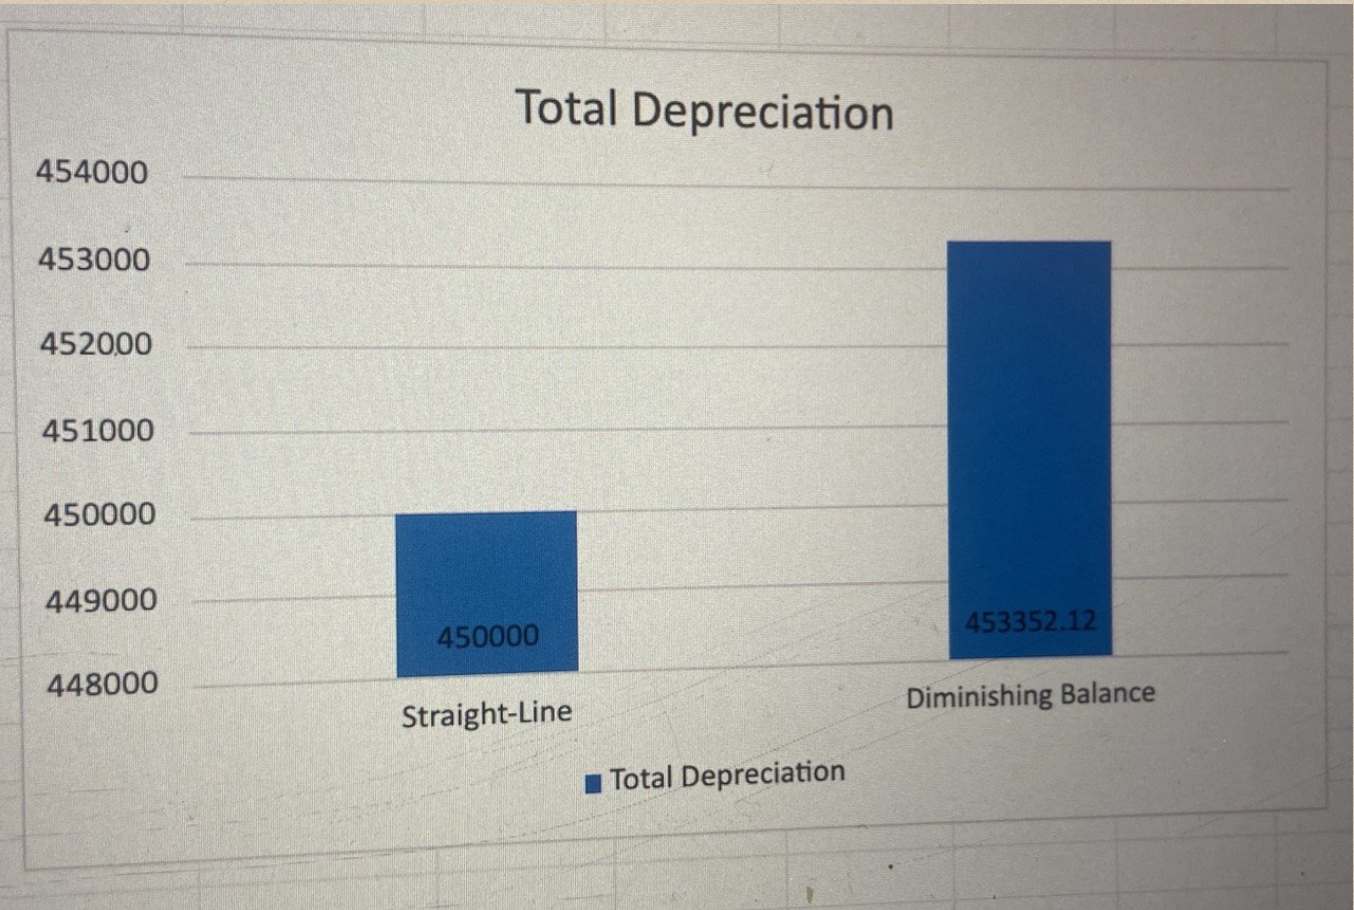 Total Depreciation
454000
453000
452000
451000
450000
449000
448000
450000
453352.12
Straight-Line
Diminishing Balance
Total Depreciation